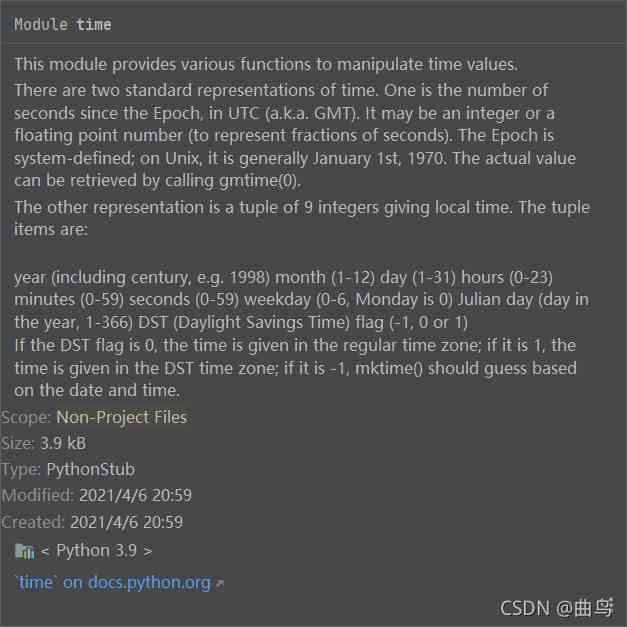 Module time
This module provides various functions to manipulate time values.
There are two standard representations of time. One is the number of
seconds since the Epoch, in UTC (a.k.a. GMT). It may be an integer or a
floating point number (to represent fractions of seconds). The Epoch is
system-defined; on Unix, it is generally January 1st, 1970. The actual value
can be retrieved by calling gmtime(0).
The other representation is a tuple of 9 integers giving local time. The tuple
items are:
year (including century, e.g. 1998) month (1-12) day (1-31) hours (0-23)
minutes (0-59) seconds (0-59) weekday (0-6, Monday is 0) Julian day (day in
the year, 1-366) DST (Daylight Savings Time) flag (-1, 0 or 1)
If the DST flag is 0, the time is given in the regular time zone; if it is 1, the
time is given in the DST time zone; if it is -1, mktime() should guess based
on the date and time.
Scope: Non-Project Files
Size: 3.9 kB
Type: PythonStub
Modified: 2021/4/6 20:59
Created: 2021/4/6 20:59
< Python 3.9 >
`time` on docs.python.org ↗
CSDN @曲鸟